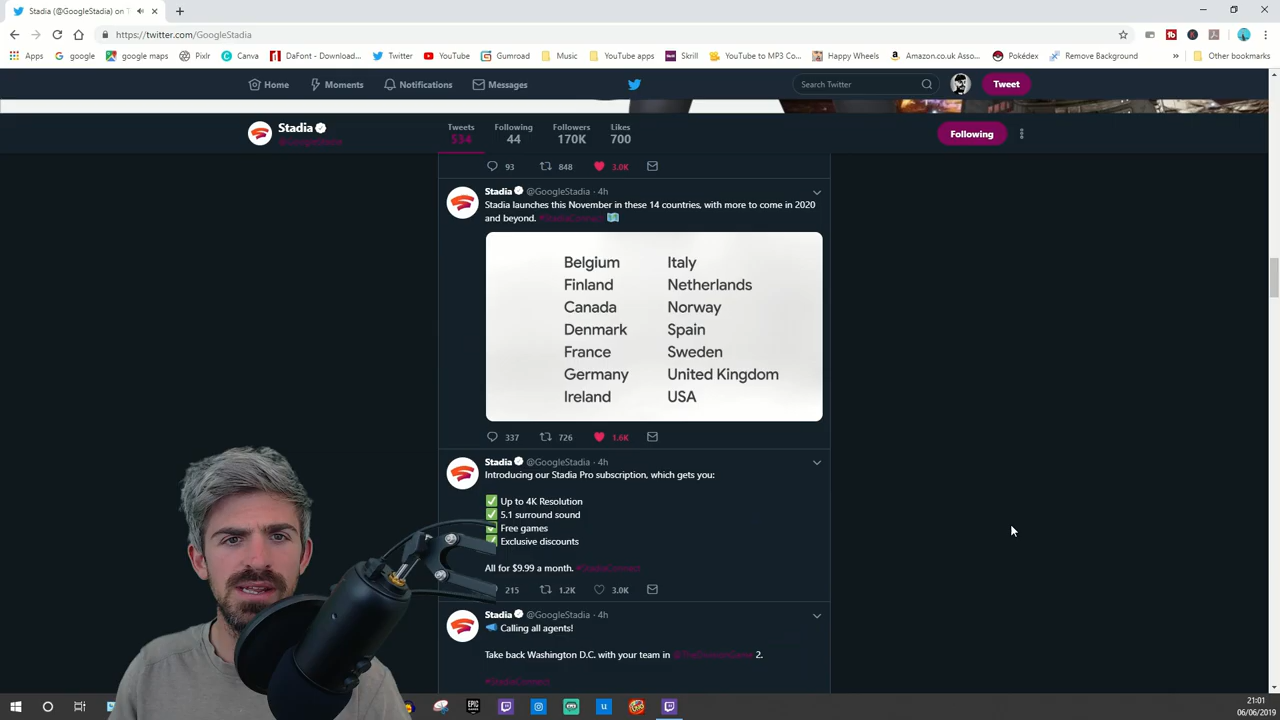 Stadia (@GoogleStadia) on T
https://twitter.com/GoogleStadia
Apps google google maps Pixlr Canva DaFont - Download... Twitter YouTube Gumroad Music YouTube apps Skrill YouTube to MP3 Co... Happy Wheels Amazon.co.uk Asso... Pokédex Remove Background » Other bookmarks
Home Moments Notifications Messages Search Twitter Tweet
Stadia
@GoogleStadia
Tweets Following Followers Likes
534 44 170K 700
Following
93 848 3.0K
Stadia @GoogleStadia · 4h
Stadia launches this November in these 14 countries, with more to come in 2020
and beyond. #StadiaConnect
Belgium Italy
Finland Netherlands
Canada Norway
Denmark Spain
France Sweden
Germany United Kingdom
Ireland USA
337 726 1.6K
Stadia @GoogleStadia · 4h
Introducing our Stadia Pro subscription, which gets you:
Up to 4K Resolution
5.1 surround sound
Free games
Exclusive discounts
All for $9.99 a month. #StadiaConnect
215 1.2K 3.0K
Stadia @GoogleStadia · 4h
Calling all agents!
Take back Washington D.C. with your team in @TheDivisionGame 2.
#StadiaConnect
EPIC
21:01
06/06/2019